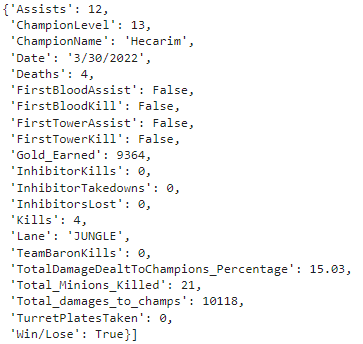 {'Assists': 12,
'ChampionLevel': 13,
'ChampionName': 'Hecarim',
'Date': '3/30/2022',
'Deaths': 4,
'FirstBloodAssist': False,
'FirstBloodKill': False,
'FirstTowerAssist': False,
'FirstTowerKill': False,
'Gold_Earned': 9364,
'InhibitorKills': 0,
'InhibitorTakedowns': 0,
'InhibitorsLost': 0,
'Kills': 4,
'Lane': 'JUNGLE',
'TeamBaronKills': 0,
'TotalDamageDealtToChampions_Percentage': 15.03,
'Total_Minions_Killed': 21,
'Total_damages_to_champs': 10118,
'TurretPlatesTaken': 0,
'Win/Lose': True}]